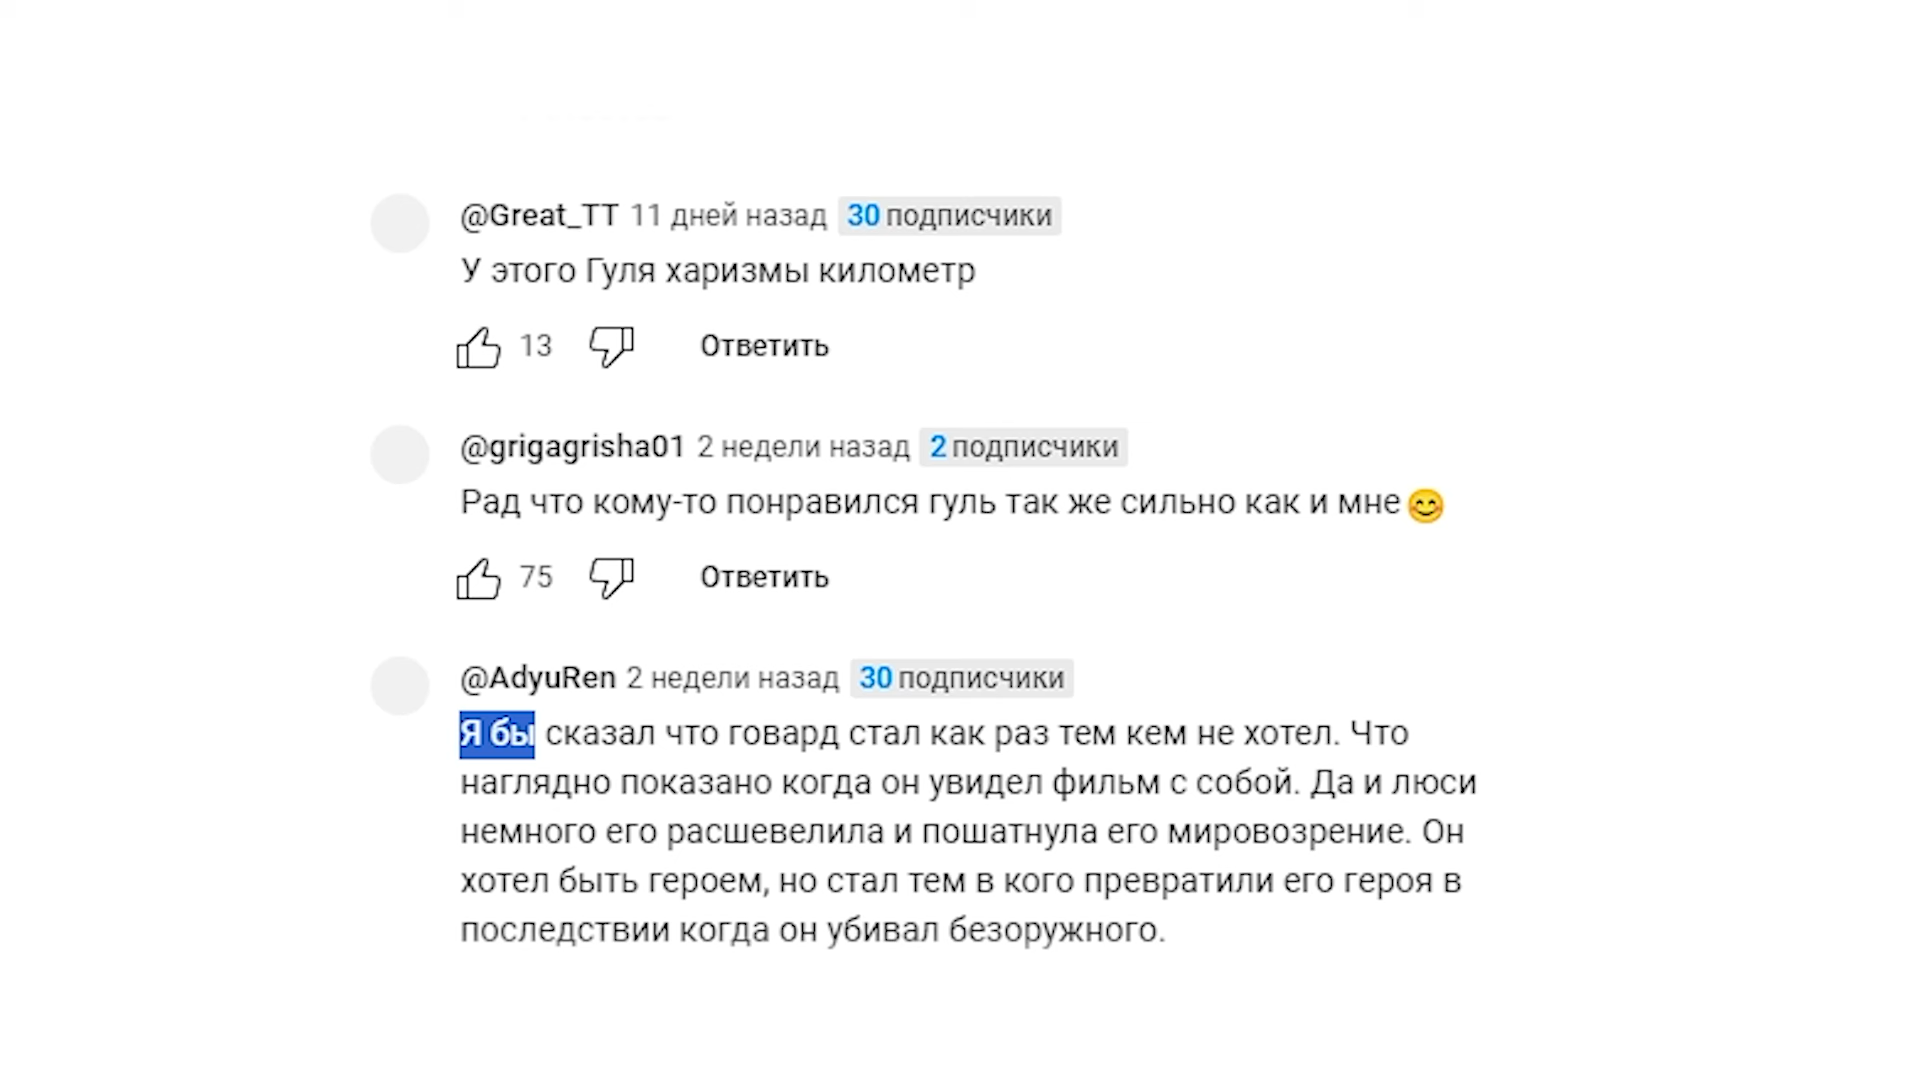 @Great_TT 11 дней назад 30 подписчики
У этого Гуля харизмы километр
13 Ответить
@grigagrisha01 2 недели назад 2 подписчики
Рад что кому-то понравился гуль так же сильно как и мне😊
75 Ответить
@AdyuRen 2 недели назад 30 подписчики
Я бы сказал что говард стал как раз тем кем не хотел. Что
наглядно показано когда он увидел фильм с собой. Да и люси
немного его расшевелила и пошатнула его мировозрение. Он
хотел быть героем, но стал тем в кого превратили его героя в
последствии когда он убивал безоружного.